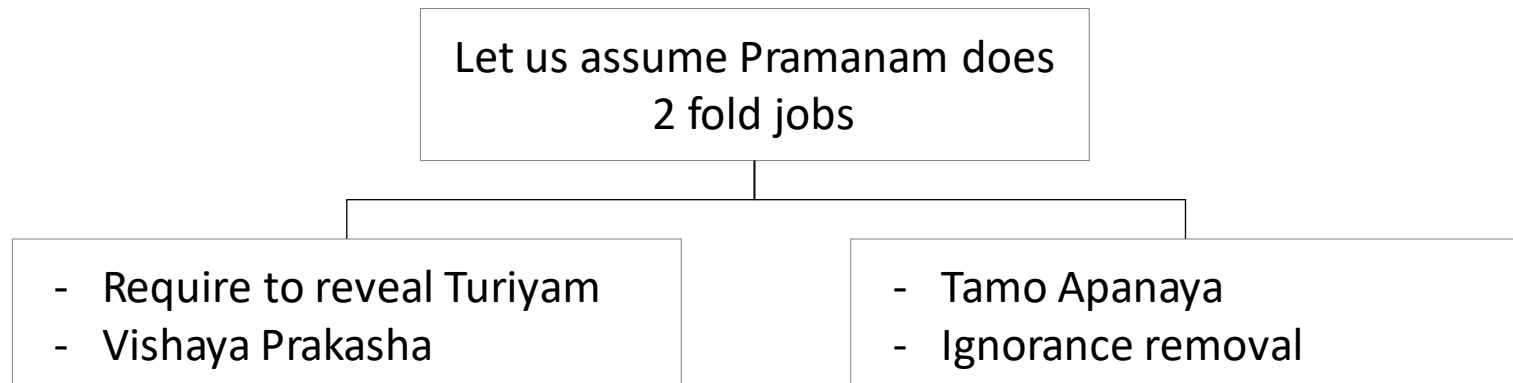 Let us assume Pramanam does
2 fold jobs
- Require to reveal Turiyam
- Vishaya Prakasha
- Tamo Apanaya
- Ignorance removal